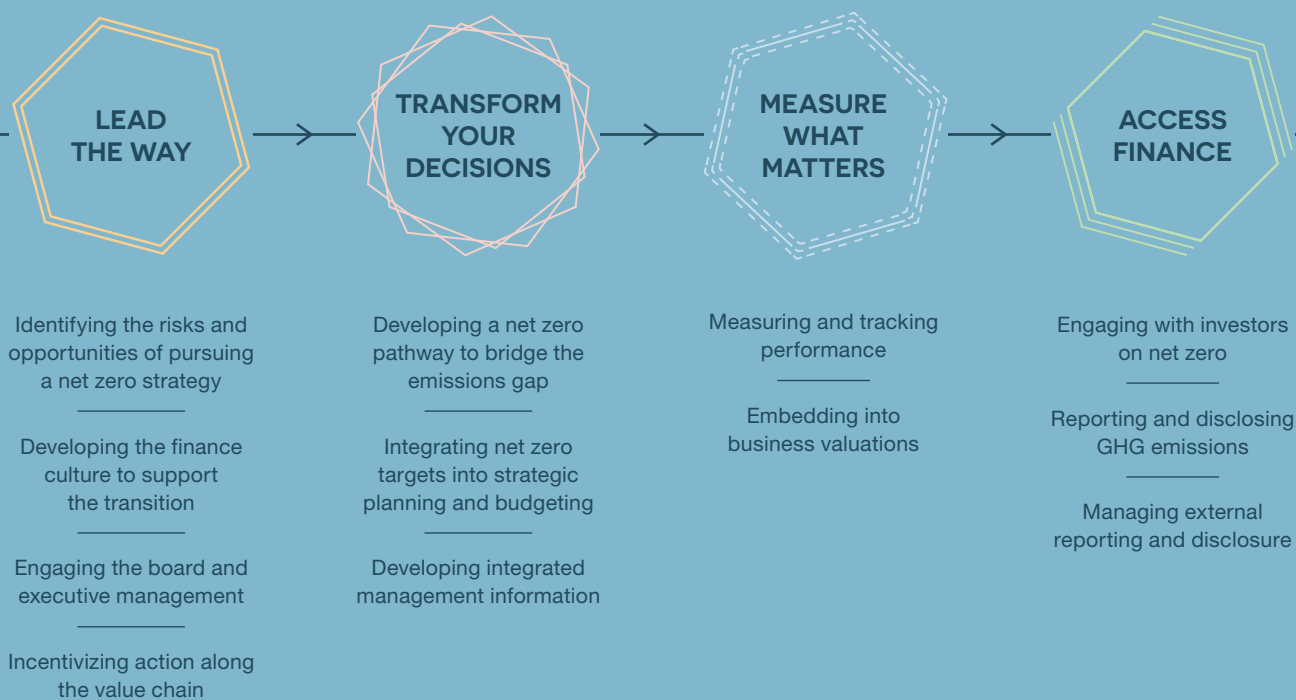 LEAD
THE WAY
TRANSFORM
YOUR
DECISIONS
MEASURE
WHAT
MATTERS
ACCESS
FINANCE
Identifying the risks and
opportunities of pursuing
a net zero strategy
Developing the finance
culture to support
the transition
Engaging the board and
executive management
Incentivizing action along
the value chain
Developing a net zero
pathway to bridge the
emissions gap
Integrating net zero
targets into strategic
planning and budgeting
Developing integrated
management information
Measuring and tracking
performance
Embedding into
business valuations
Engaging with investors
on net zero
Reporting and disclosing
GHG emissions
Managing external
reporting and disclosure